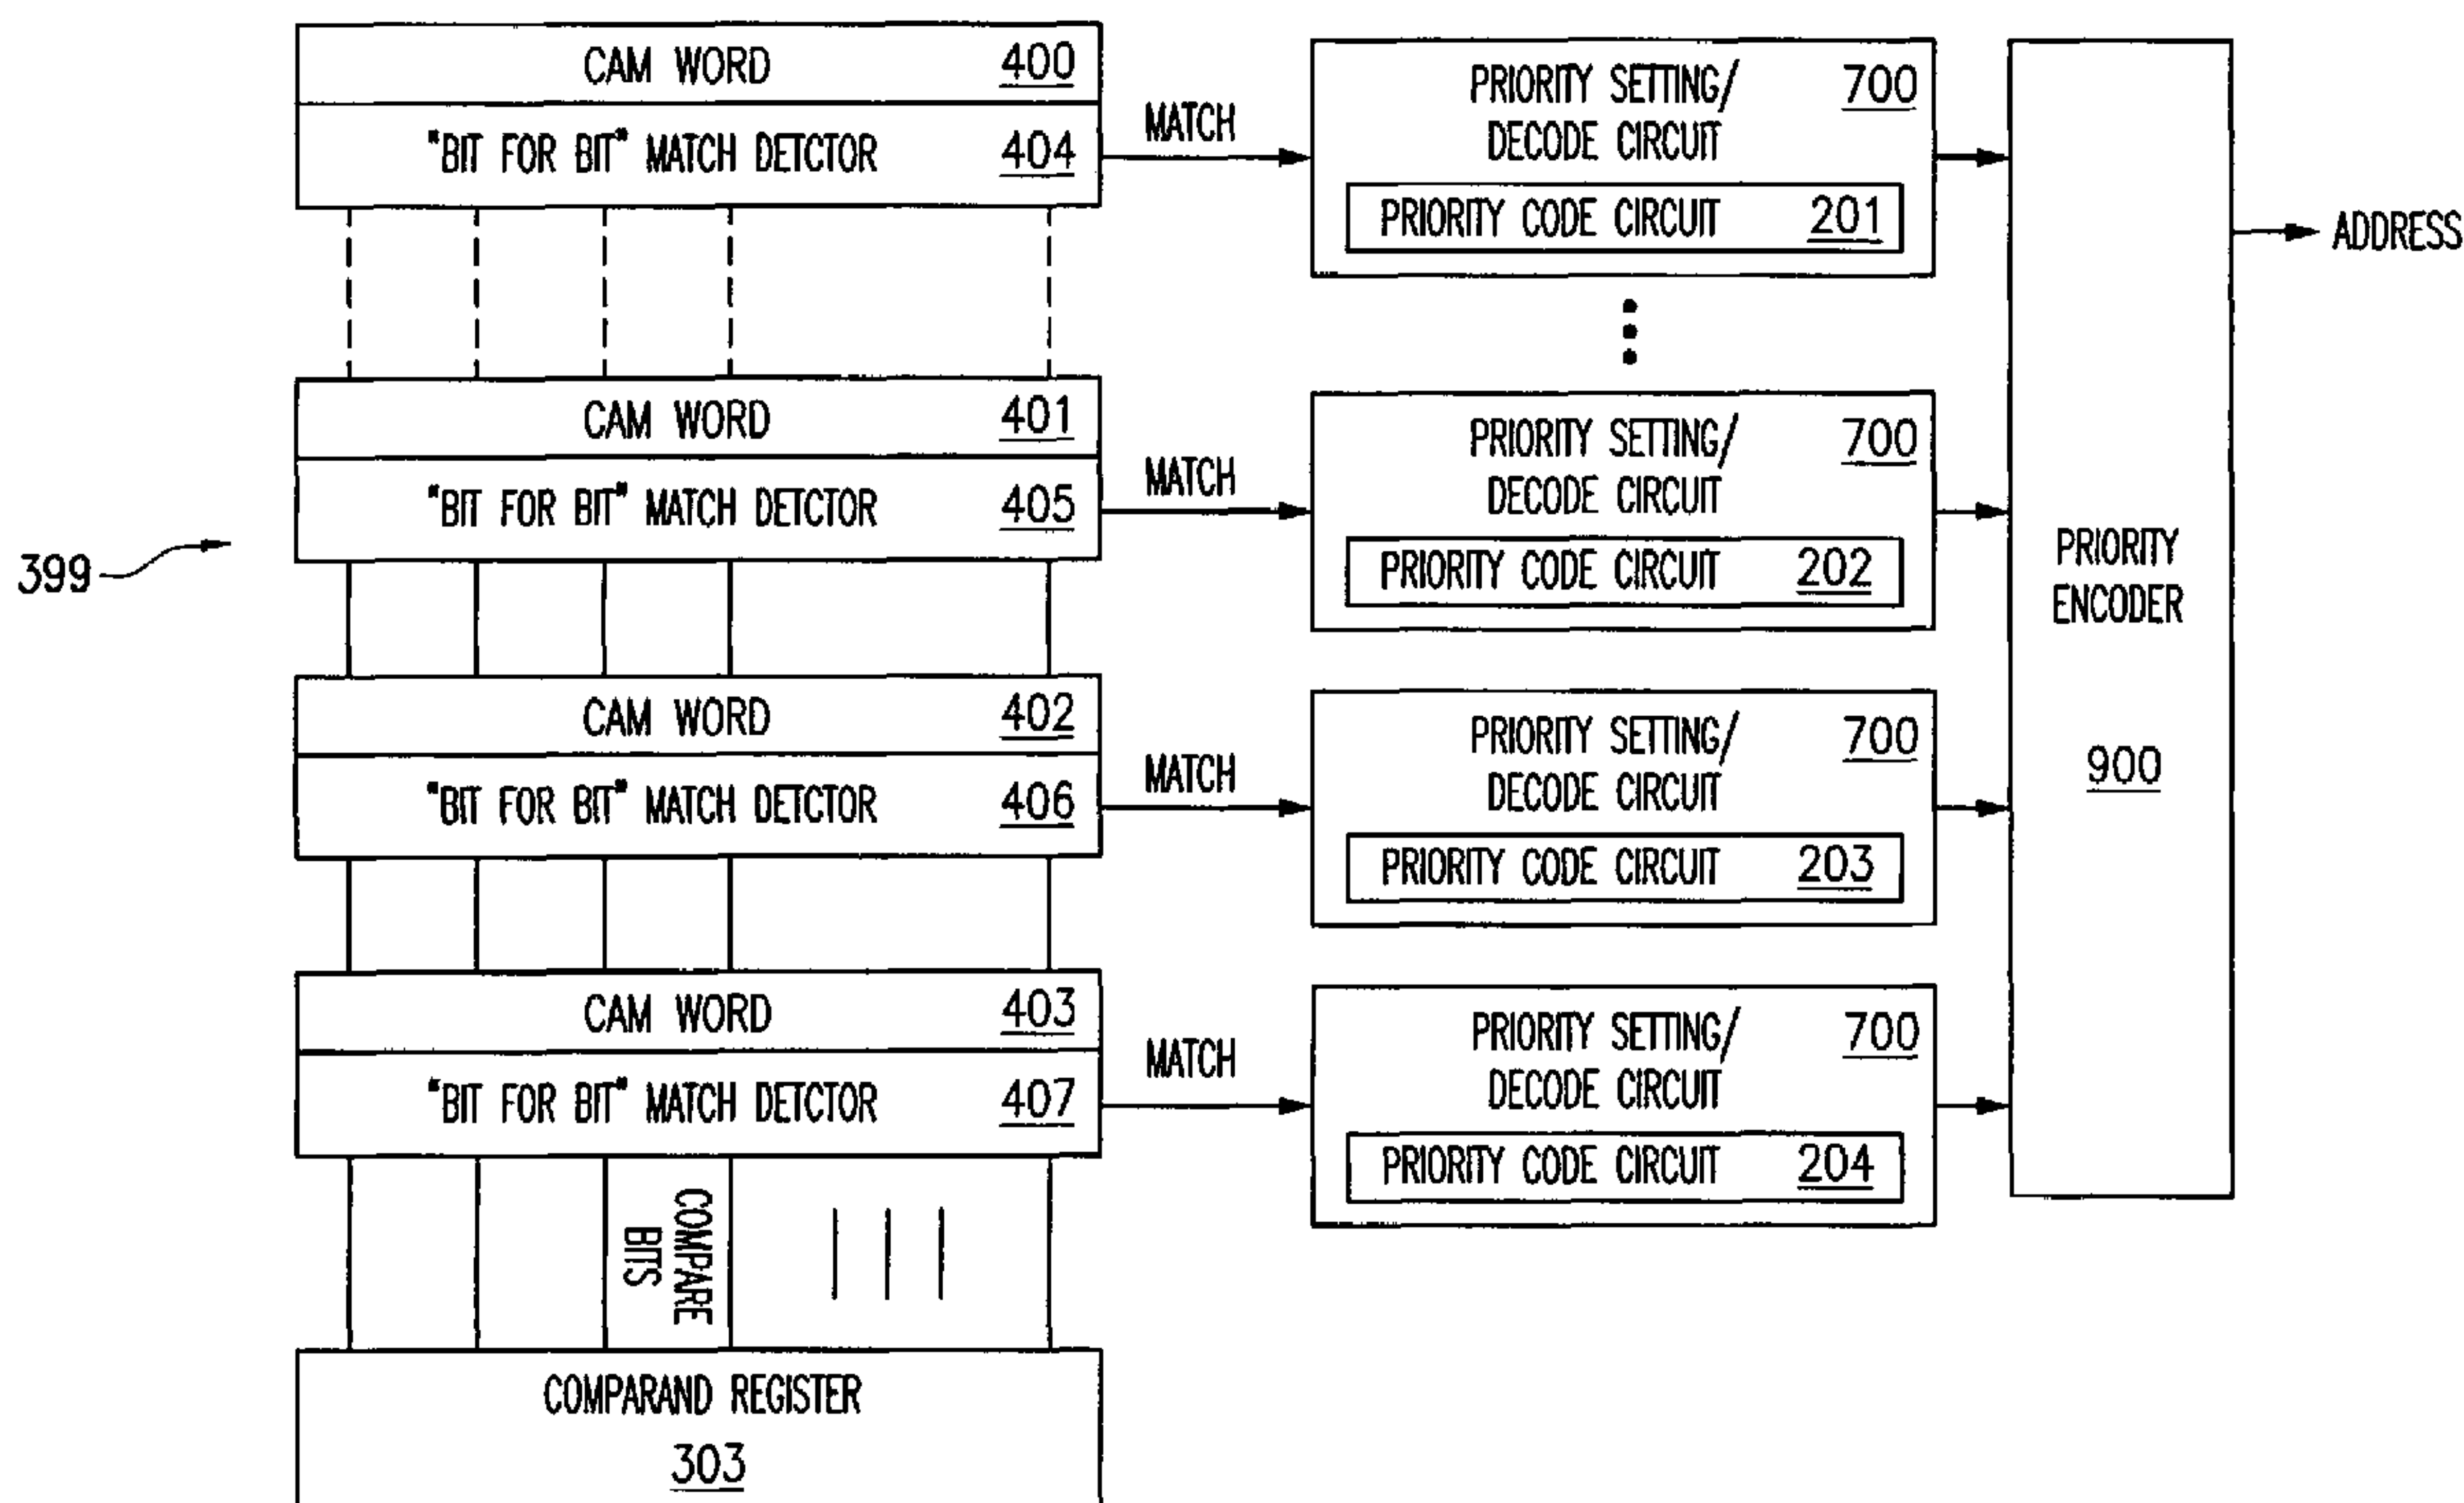 CAM WORD 400
"BIT FOR BIT" MATCH DETCTOR 404
MATCH
PRIORITY SETTING/ 700
DECODE CIRCUIT
PRIORITY CODE CIRCUIT 201
ADDRESS
CAM WORD 401
"BIT FOR BIT" MATCH DETCTOR 405
MATCH
PRIORITY SETTING/ 700
DECODE CIRCUIT
PRIORITY CODE CIRCUIT 202
399
PRIORITY
ENCODER
900
CAM WORD 402
"BIT FOR BIT" MATCH DETCTOR 406
MATCH
PRIORITY SETTING/ 700
DECODE CIRCUIT
PRIORITY CODE CIRCUIT 203
CAM WORD 403
"BIT FOR BIT" MATCH DETCTOR 407
MATCH
PRIORITY SETTING/ 700
DECODE CIRCUIT
PRIORITY CODE CIRCUIT 204
COMPARE
BITS
COMPARAND REGISTER
303